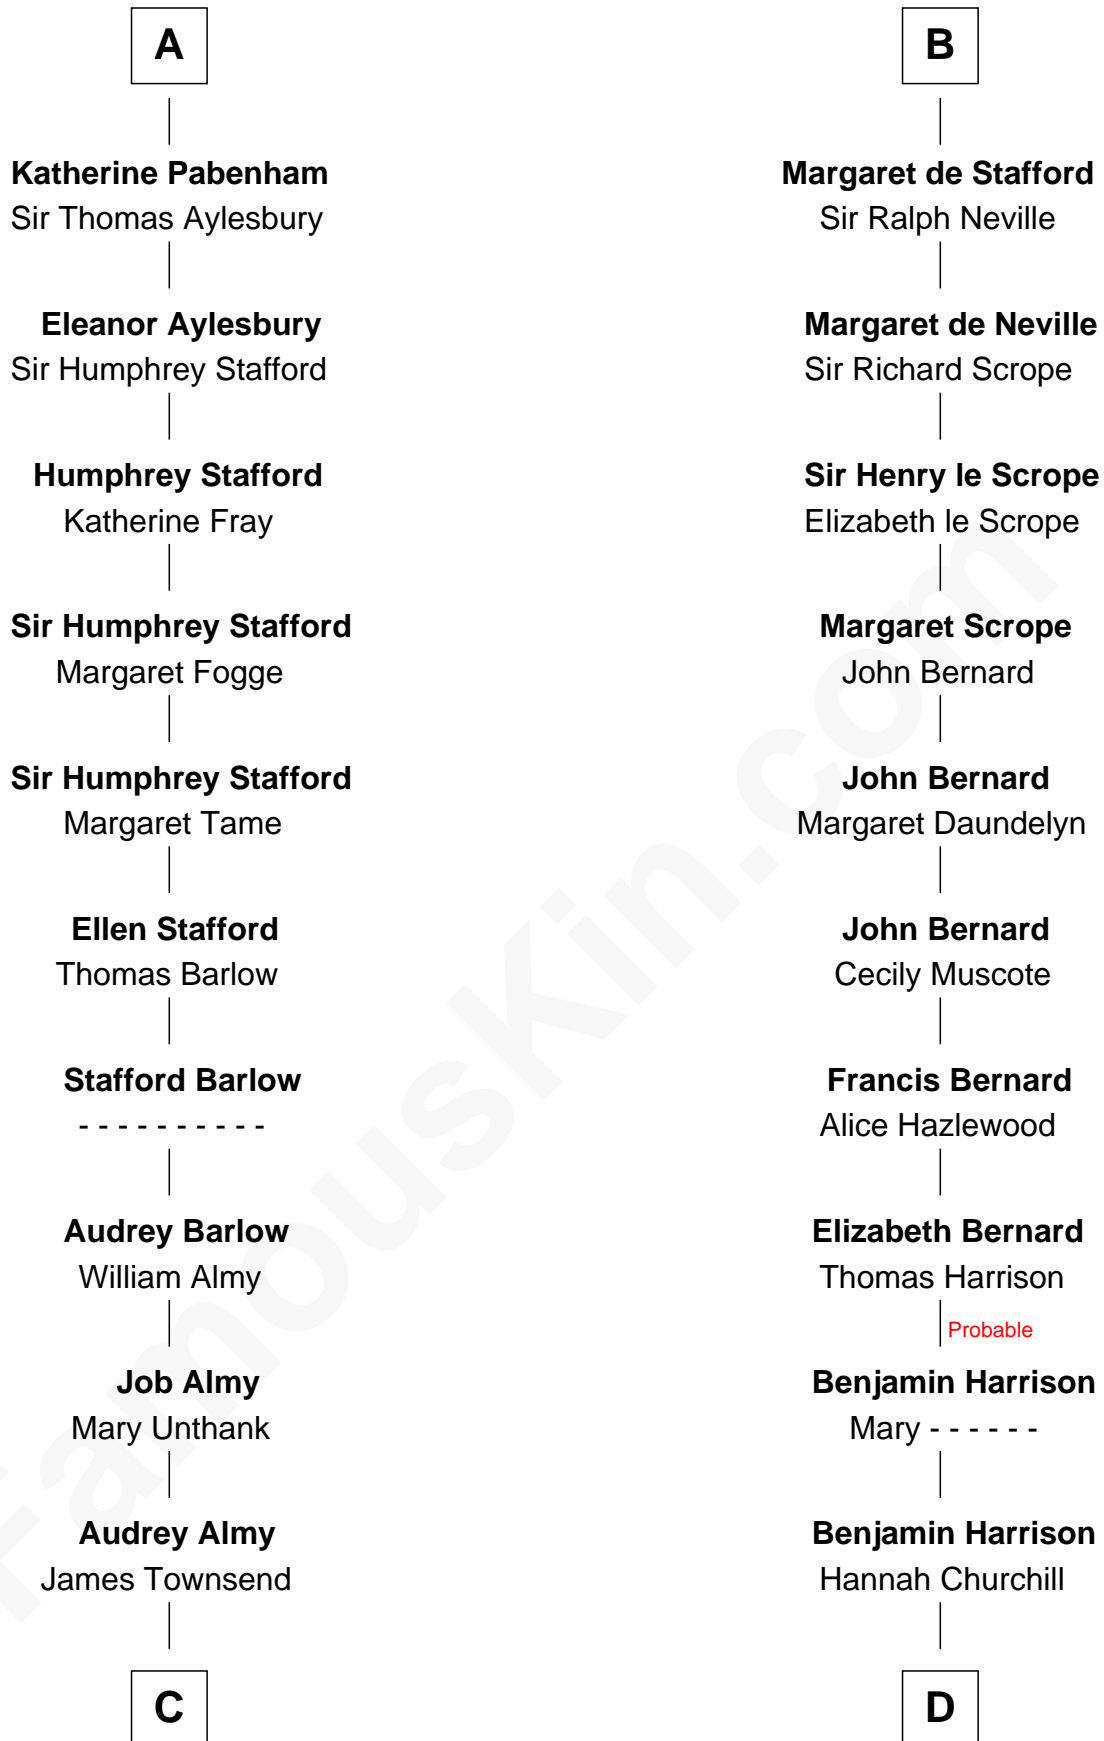 A
Katherine Pabenham
Sir Thomas Aylesbury
Eleanor Aylesbury
Sir Humphrey Stafford
Humphrey Stafford
Katherine Fray
Sir Humphrey Stafford
Margaret Fogge
Sir Humphrey Stafford
Margaret Tame
Ellen Stafford
Thomas Barlow
Stafford Barlow
- - - - - - - - - -
Audrey Barlow
William Almy
Job Almy
Mary Unthank
Audrey Almy
James Townsend
C
B
Margaret de Stafford
Sir Ralph Neville
Margaret de Neville
Sir Richard Scrope
Sir Henry le Scrope
Elizabeth le Scrope
Margaret Scrope
John Bernard
John Bernard
Margaret Daundelyn
John Bernard
Cecily Muscote
Francis Bernard
Alice Hazlewood
Elizabeth Bernard
Thomas Harrison
Probable
Benjamin Harrison
Mary - - - - - -
Benjamin Harrison
Hannah Churchill
D
FamousKin.com